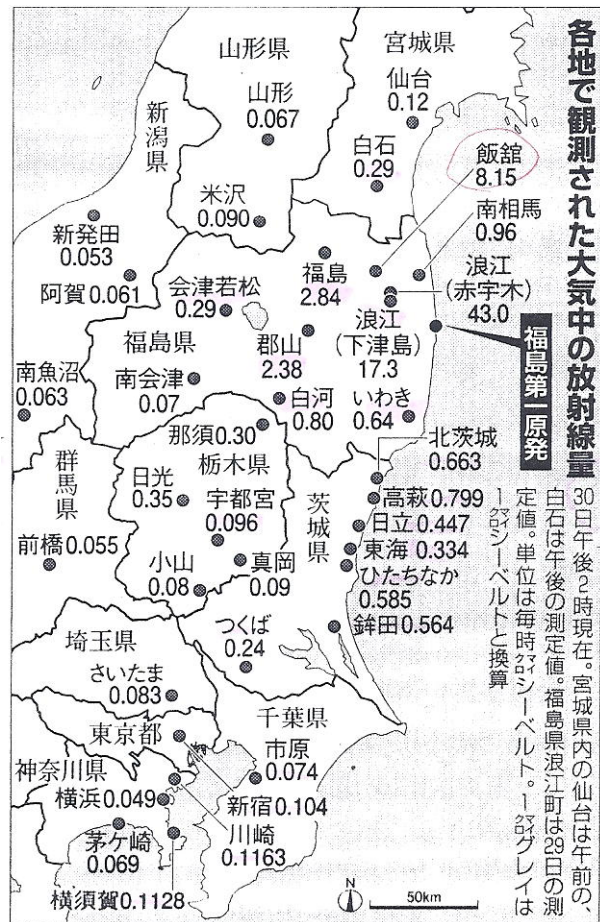 各地で観測された大気中の放射線量
30日午後2時現在。宮城県内の仙台は午前の、
白石は午後の測定値。福島県浪江町は29日の測
定値。単位は毎時マイクロシーベルト。1マイクログレイは
1マイクロシーベルトと換算
山形県
山形
0.067
宮城県
仙台
0.12
新潟県
白石
0.29
飯舘
8.15
米沢
0.090
南相馬
0.96
新発田
0.053
浪江
(赤宇木)
43.0
阿賀0.061
会津若松
0.29
福島
2.84
福島県
郡山
2.38
浪江
(下津島)
17.3
福島第一原発
南魚沼
0.063
南会津
0.07
白河
0.80
いわき
0.64
那須0.30
北茨城
0.663
群馬県
栃木県
日光
0.35
宇都宮
0.096
茨城県
高萩0.799
日立0.447
東海0.334
前橋0.055
小山
0.08
真岡
0.09
ひたちなか
0.585
鉾田0.564
つくば
0.24
埼玉県
さいたま
0.083
千葉県
東京都
市原
0.074
神奈川県
横浜0.049
新宿0.104
茅ケ崎
0.069
川崎
0.1163
横須賀0.1128
N
50km